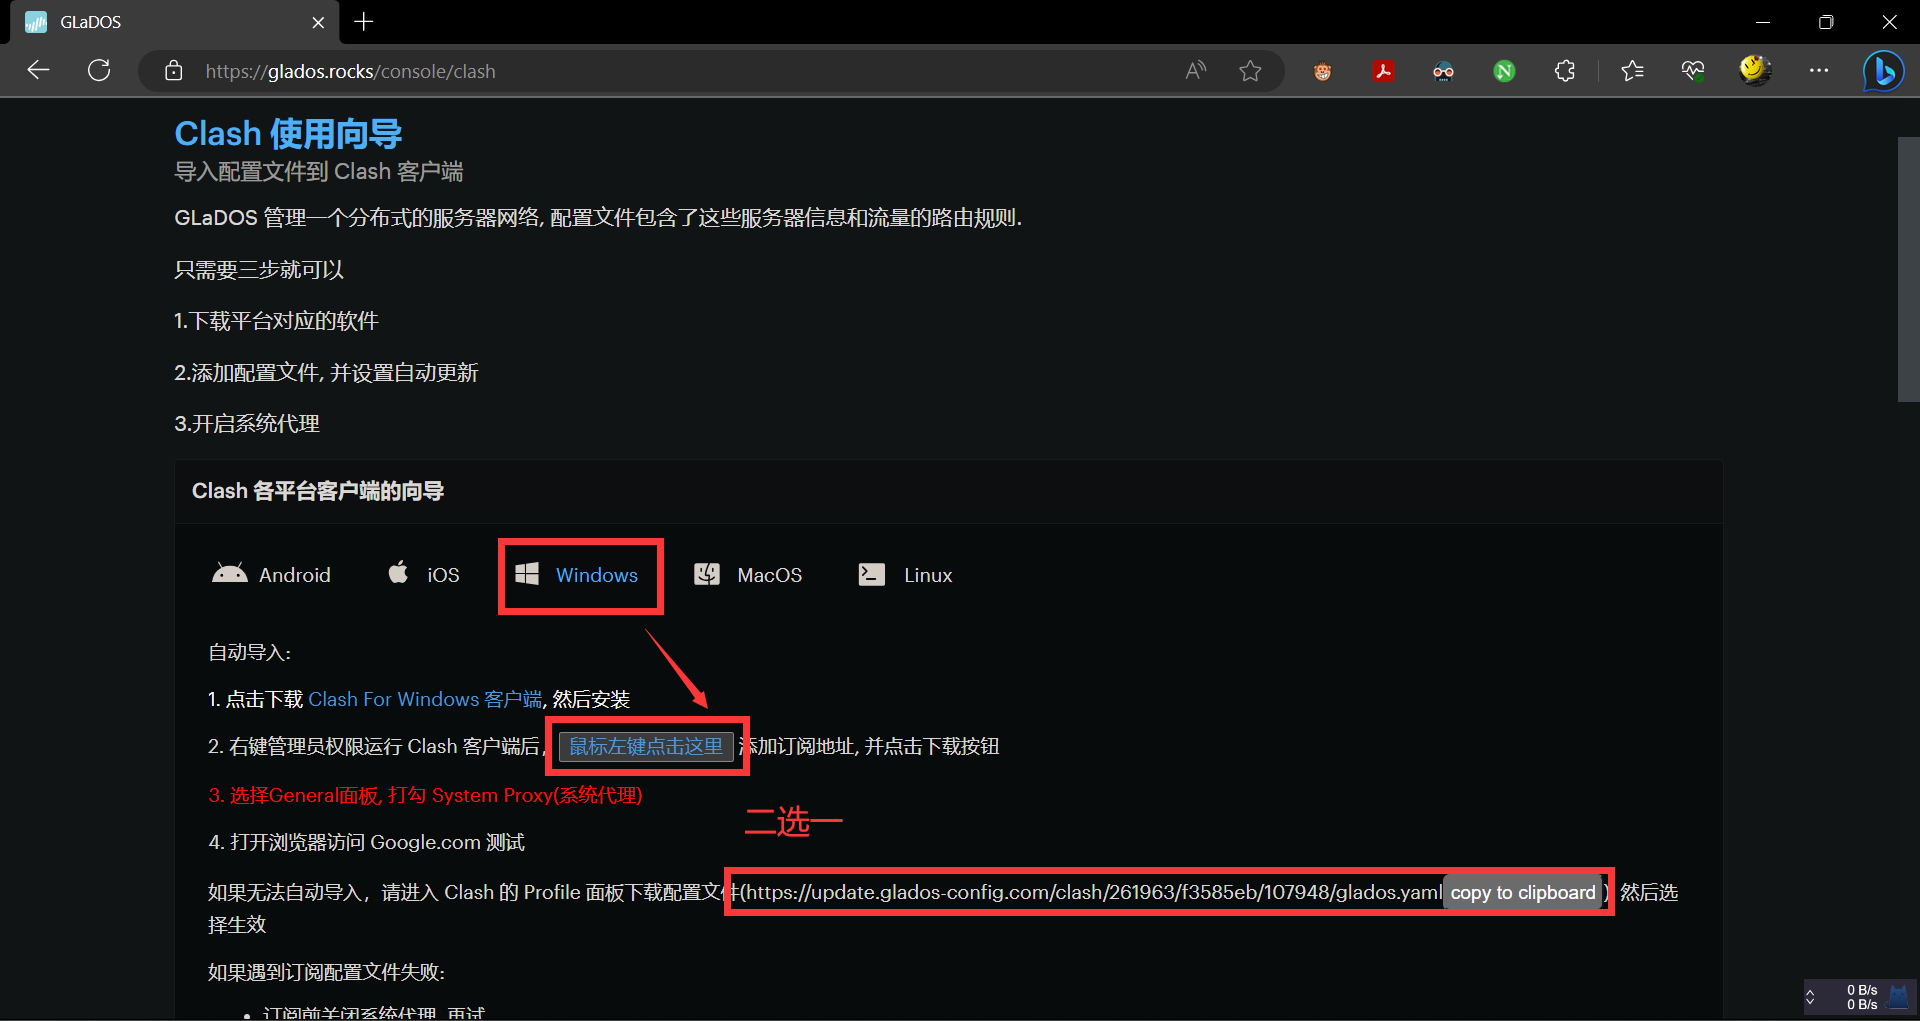 GLaDOS
https://glados.rocks/console/clash
Clash 使用向导
导入配置文件到 Clash 客户端
GLaDOS 管理一个分布式的服务器网络, 配置文件包含了这些服务器信息和流量的路由规则.
只需要三步就可以
1.下载平台对应的软件
2.添加配置文件, 并设置自动更新
3.开启系统代理
Clash 各平台客户端的向导
Android iOS Windows MacOS Linux
自动导入:
1. 点击下载 Clash For Windows 客户端, 然后安装
2. 右键管理员权限运行 Clash 客户端后, 鼠标左键点击这里 添加订阅地址, 并点击下载按钮
3. 选择General面板, 打勾 System Proxy(系统代理)
二选一
4. 打开浏览器访问 Google.com 测试
如果无法自动导入，请进入 Clash 的 Profile 面板下载配置文件(https://update.glados-config.com/clash/261963/f3585eb/107948/glados.yaml copy to clipboard ) 然后选
择生效
如果遇到订阅配置文件失败:
• 订阅前关闭系统代理, 再试
0 B/s
0 B/s